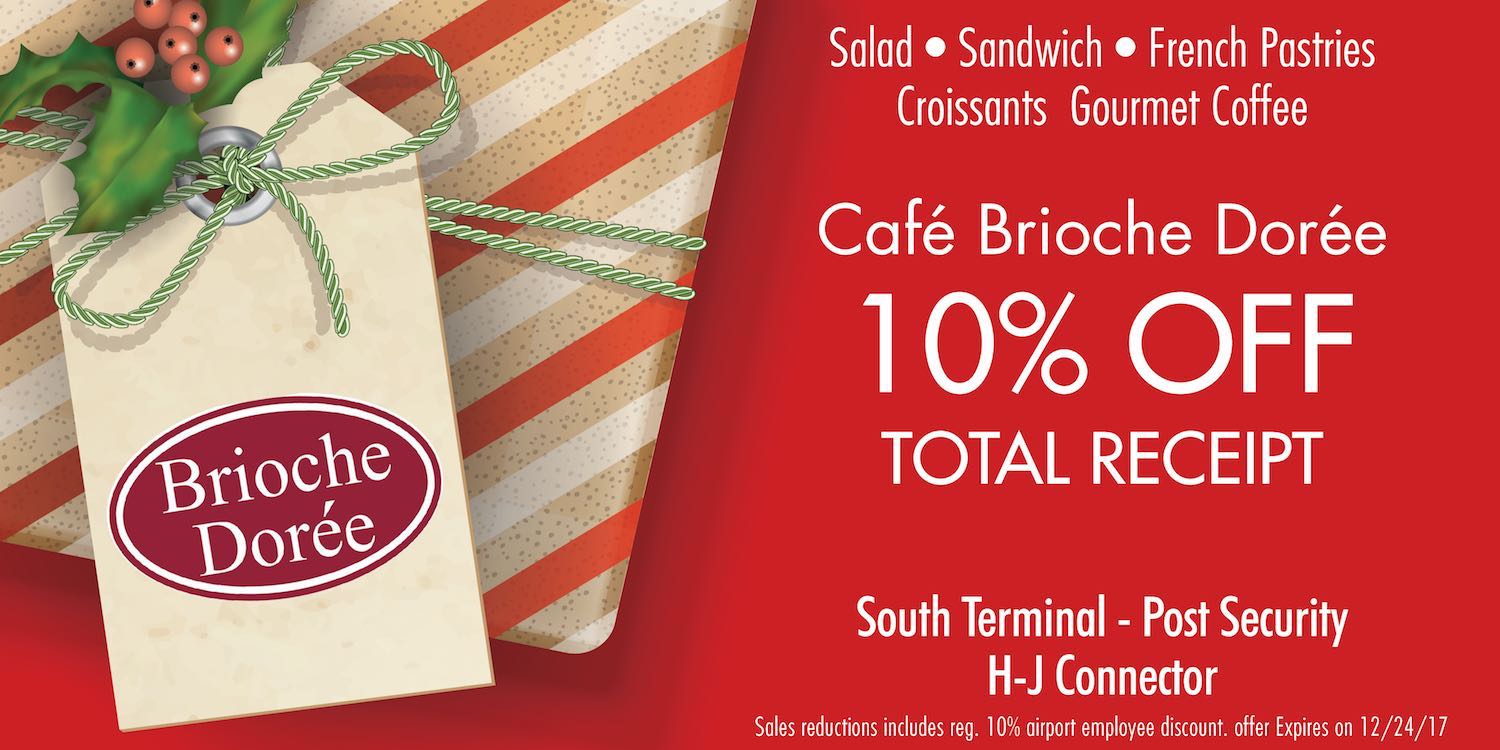 Salad • Sandwich • French Pastries
Croissants Gourmet Coffee
Café Brioche Dorée
10% OFF
TOTAL RECEIPT
Brioche
Dorée
South Terminal - Post Security
H-J Connector
Sales reductions includes reg. 10% airport employee discount. offer Expires on 12/24/17